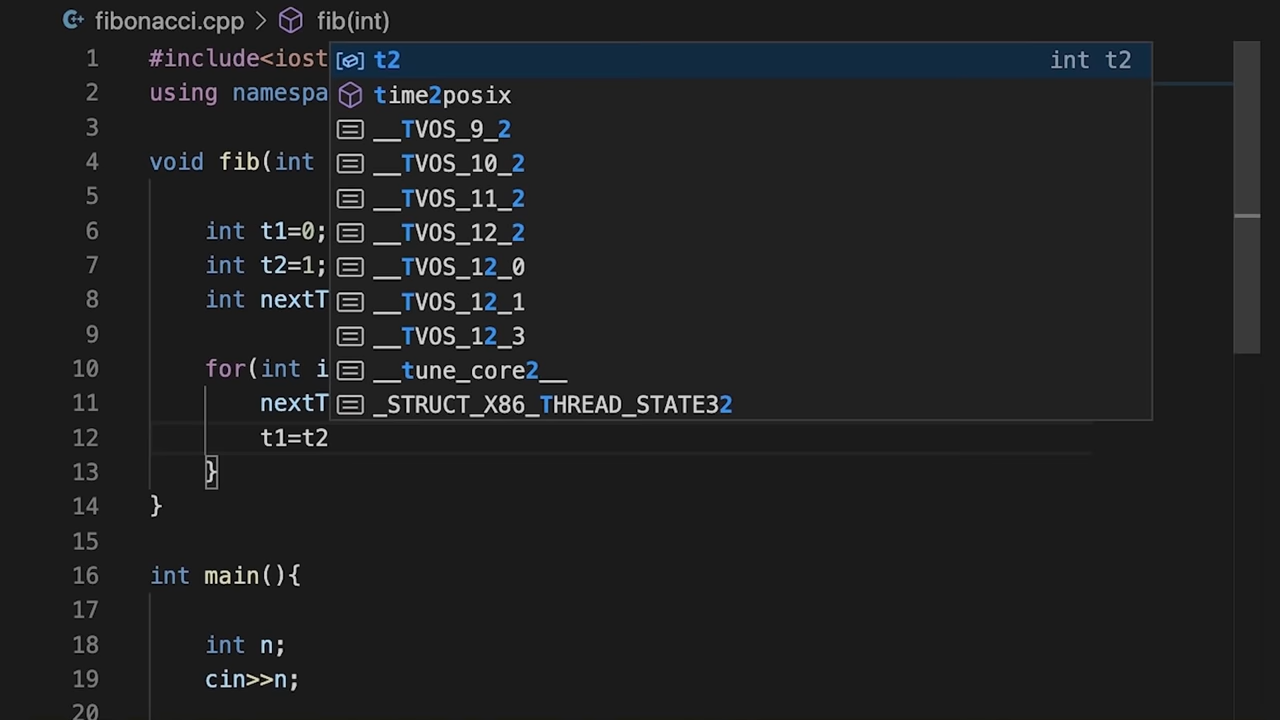 fibonacci.cpp > fib(int)
1 #include<iost
2 using namespa
3
4 void fib(int
5
6 int t1=0;
7 int t2=1;
8 int nextT
9
10 for(int i
11 nextT
12 t1=t2
13 }
14 }
15
16 int main(){
17
18 int n;
19 cin>>n;
20
t2 int t2
time2posix
__TVOS_9_2
__TVOS_10_2
__TVOS_11_2
__TVOS_12_2
__TVOS_12_0
__TVOS_12_1
__TVOS_12_3
__tune_core2__
_STRUCT_X86_THREAD_STATE32